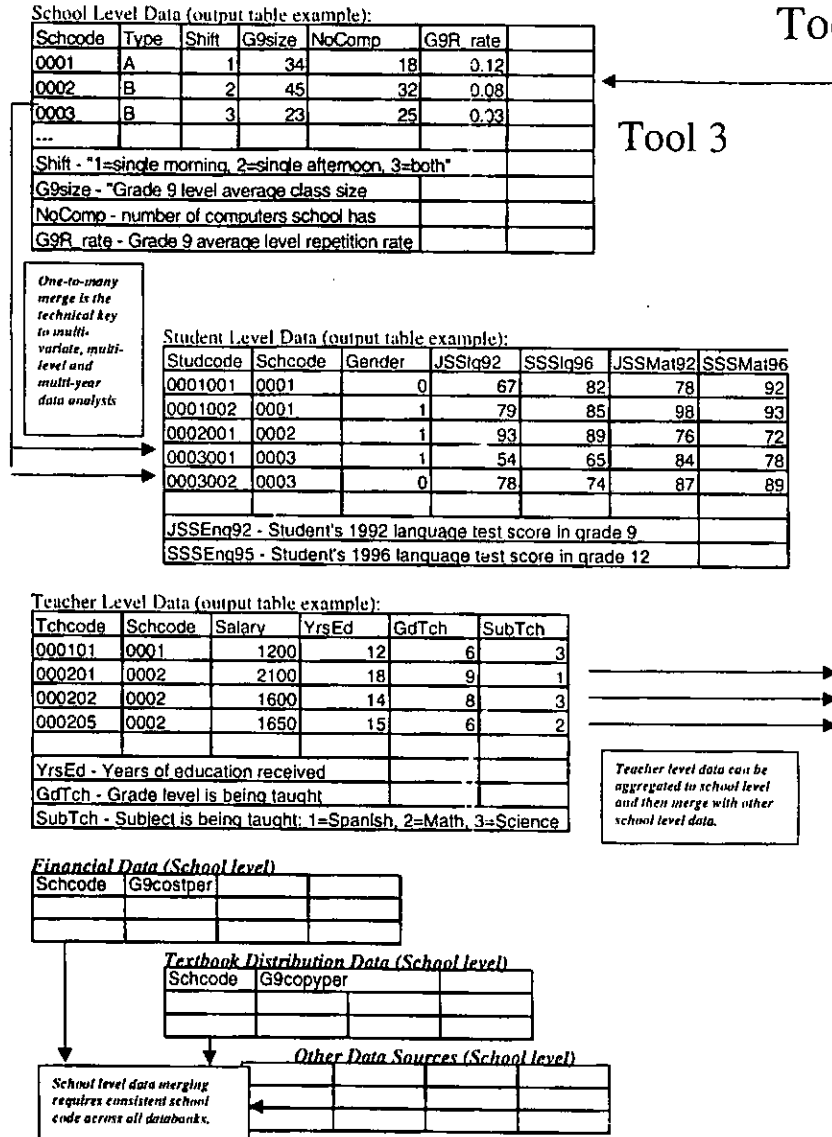 School Level Data (output table example):
Schcode Type Shift G9size NoComp G9R_rate
0001 A 1 34 18 0.12
0002 B 2 45 32 0.08
0003 B 3 23 25 0.03
...
Shift - "1=single morning, 2=single afternoon, 3=both"
G9size - "Grade 9 level average class size
NoComp - number of computers school has
G9R_rate - Grade 9 average level repetition rate
Too
Tool 3
One-to-many
merge is the
technical key
to multi-
variate, multi-
level and
multi-year
data analysis
Student Level Data (output table example):
Studcode Schcode Gender JSSlq92 SSSlq96 JSSMat92 SSSMat96
0001001 0001 0 67 82 78 92
0001002 0001 1 79 85 98 93
0002001 0002 1 93 89 76 72
0003001 0003 1 54 65 84 78
0003002 0003 0 78 74 87 89
JSSEng92 - Student's 1992 language test score in grade 9
SSSEng95 - Student's 1996 language test score in grade 12
Teacher Level Data (output table example):
Tchcode Schcode Salary YrsEd GdTch SubTch
000101 0001 1200 12 6 3
000201 0002 2100 18 9 1
000202 0002 1600 14 8 3
000205 0002 1650 15 6 2
YrsEd - Years of education received
GdTch - Grade level is being taught
SubTch - Subject is being taught: 1=Spanish, 2=Math, 3=Science
Teacher level data can be
aggregated to school level
and then merge with other
school level data.
Financial Data (School level)
Schcode G9costper
Textbook Distribution Data (School level)
Schcode G9copyper
Other Data Sources (School level)
School level data merging
requires consistent school
code across all databanks.